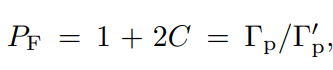 P_F = 1 + 2C = Γ_p/Γ′_p,